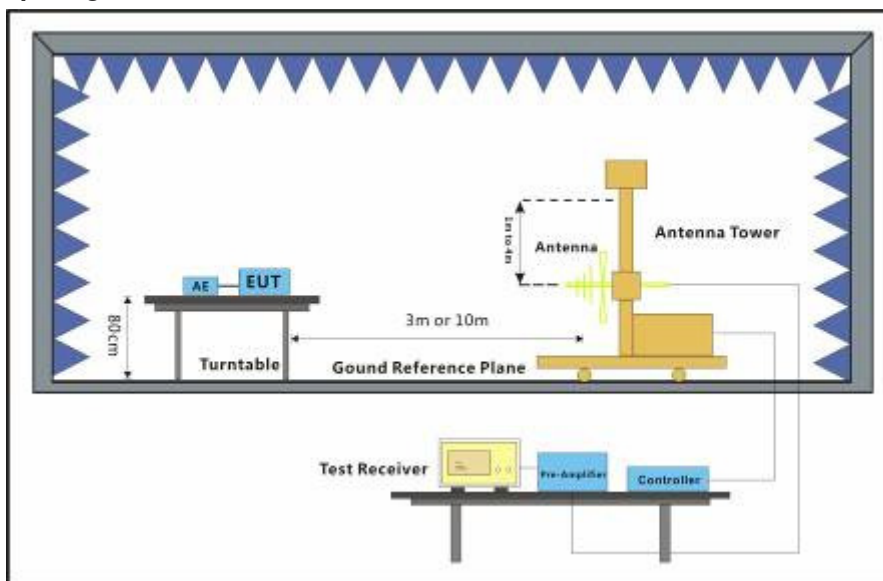 1m to 4m
Antenna
Antenna Tower
AE
EUT
80cm
3m or 10m
Turntable
Gound Reference Plane
Test Receiver
Pre-Amplifier
Controller